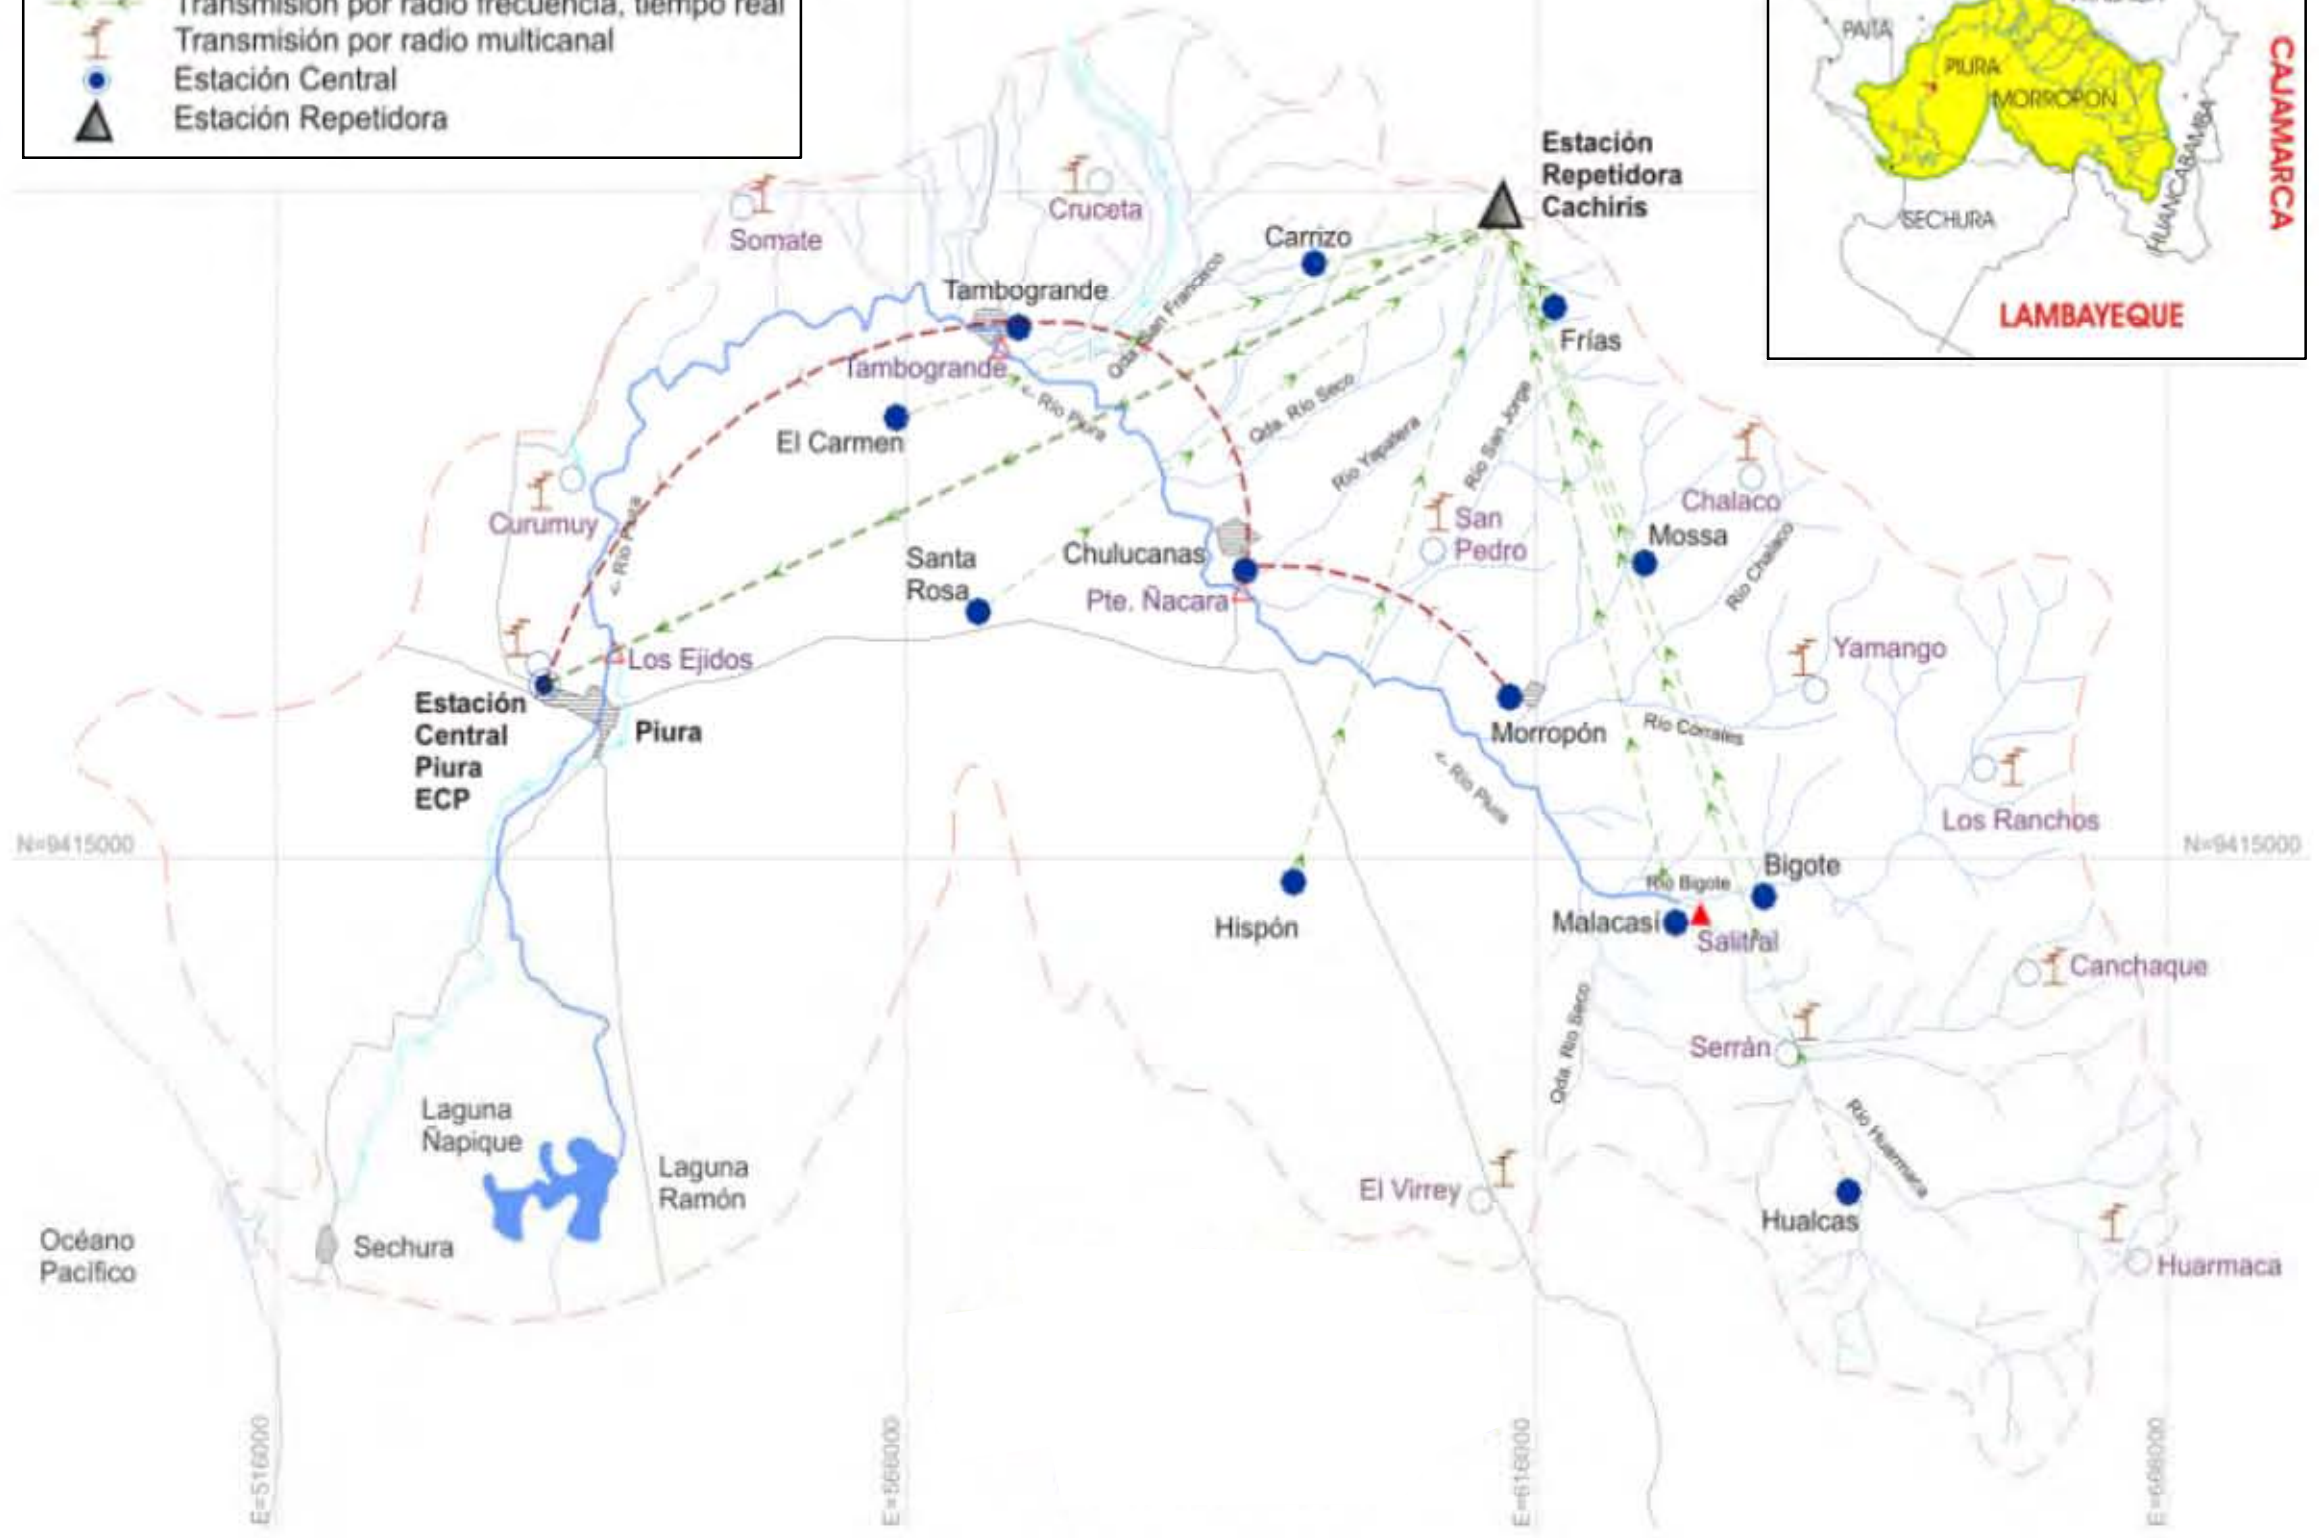 Transmisión por radio frecuencia, tiempo real
Transmisión por radio multicanal
Estación Central
Estación Repetidora
PAITA
PIURA
MORROPÓN
SECHURA
HUANCABAMBA
CAJAMARCA
LAMBAYEQUE
Estación
Repetidora
Cachiris
Cruceta
Somate
Carrizo
Tambogrande
Qda. San Francisco
Frías
Tambogrande
<- Río Piura
El Carmen
Qda. Río Seco
Río Yapatera
Río San Jorge
Curumuy
<- Río Piura
San
Pedro
Chalaco
Mossa
Río Chalaco
Santa
Rosa
Chulucanas
Pte. Ñacara
Los Ejidos
Yamango
Estación
Central
Piura
ECP
Piura
Morropón
Río Corrales
<- Río Piura
Los Ranchos
N=9415000
N=9415000
Bigote
Río Bigote
Hispón
Malacasí
Salitral
Canchaque
Serrán
Qda. Río Seco
Laguna
Ñapique
Laguna
Ramón
Río Huarmaca
El Virrey
Hualcas
Océano
Pacífico
Sechura
Huarmaca
E=516000
E=566000
E=616000
E=666000